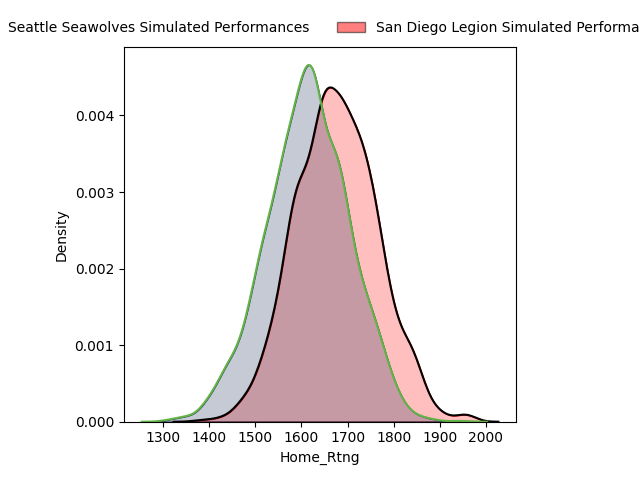 Seattle Seawolves Simulated Performances
San Diego Legion Simulated
0.004
0.003
0.002
0.001
0.000
Density
1300 1400 1500 1600 1700 1800 1900 2000
Home_Rtng